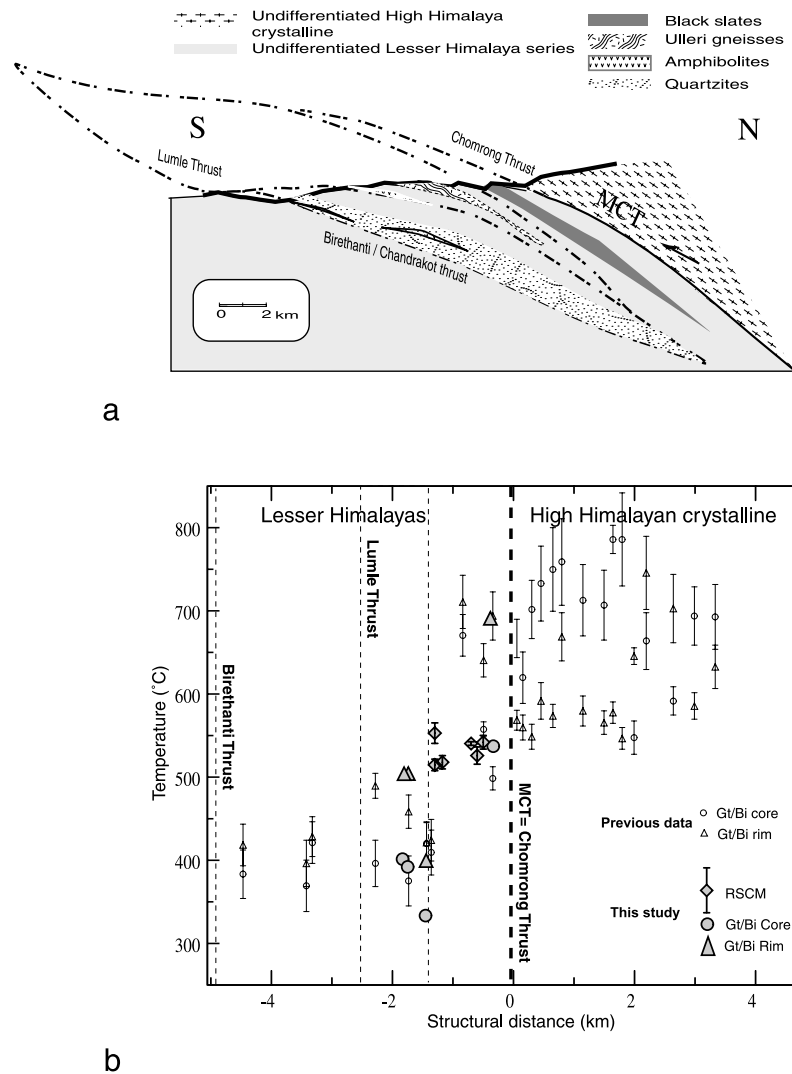 a
Undifferentiated High Himalaya
crystalline
Undifferentiated Lesser Himalaya series
Black slates
Ulleri gneisses
Amphibolites
Quartzites
S
N
Lumle Thrust
Chomrong Thrust
MCT
Birethanti / Chandrakot thrust
0 2 km
a
Lesser Himalayas
High Himalayan crystalline
Birethanti Thrust
Lumle Thrust
MCT= Chomrong Thrust
Temperature (°C)
800
700
600
500
400
300
-4 -2 0 2 4
Structural distance (km)
Previous data
Gt/Bi core
Gt/Bi rim
This study
RSCM
Gt/Bi Core
Gt/Bi Rim
b